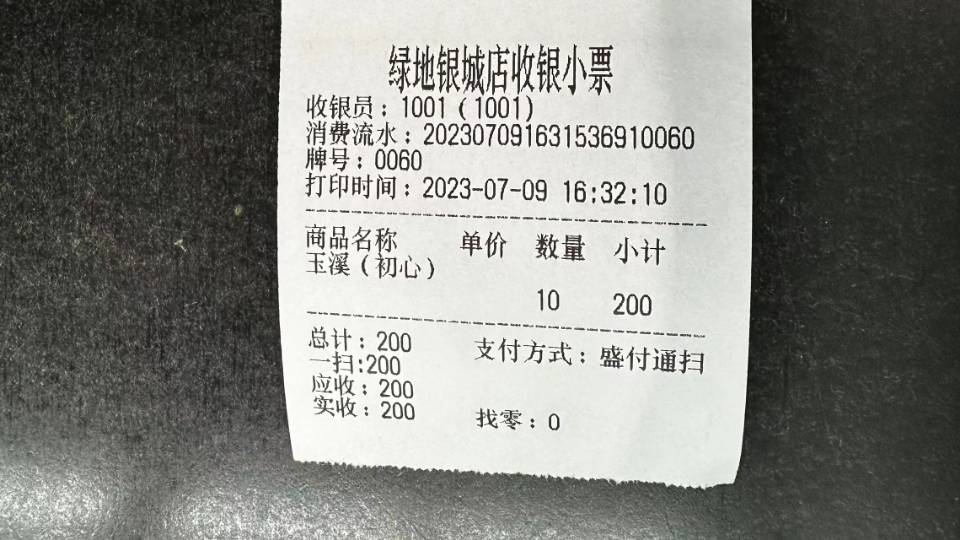 绿地银城店收银小票
收银员：1001（1001）
消费流水：2023070916315369​10060
牌号：0060
打印时间：2023-07-09 16:32:10
商品名称 单价 数量 小计
玉溪（初心）
10 200
总计：200 支付方式：盛付通扫
一扫:200
应收：200
实收：200 找零：0